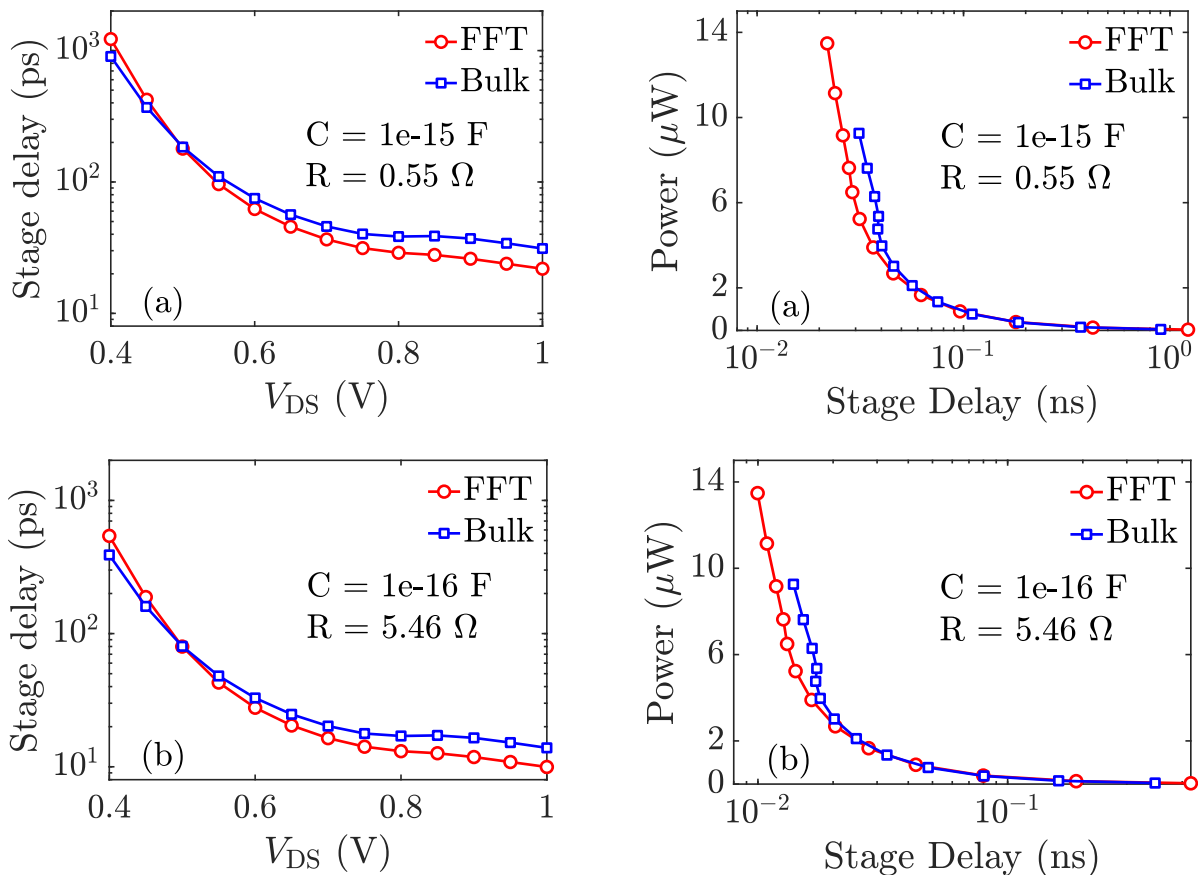 Stage delay (ps)
10³
10²
10¹
FFT
Bulk
C = 1e-15 F
R = 0.55 Ω
(a)
0.4
0.6
0.8
1
V_DS (V)
Power (μW)
14
10
6
2
0
FFT
Bulk
C = 1e-15 F
R = 0.55 Ω
(a)
10⁻²
10⁻¹
10⁰
Stage Delay (ns)
Stage delay (ps)
10³
10²
10¹
FFT
Bulk
C = 1e-16 F
R = 5.46 Ω
(b)
0.4
0.6
0.8
1
V_DS (V)
Power (μW)
14
10
6
2
0
FFT
Bulk
C = 1e-16 F
R = 5.46 Ω
(b)
10⁻²
10⁻¹
Stage Delay (ns)